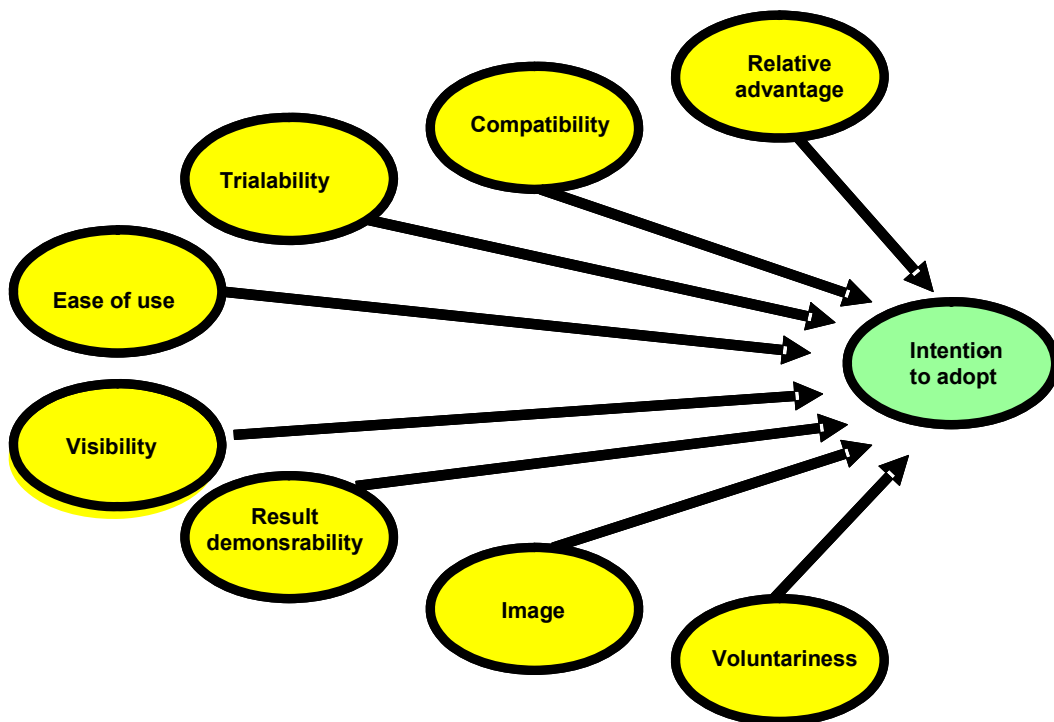 Relative
advantage
Compatibility
Trialability
Ease of use
Intention
to adopt
Visibility
Result
demonsrability
Image
Voluntariness